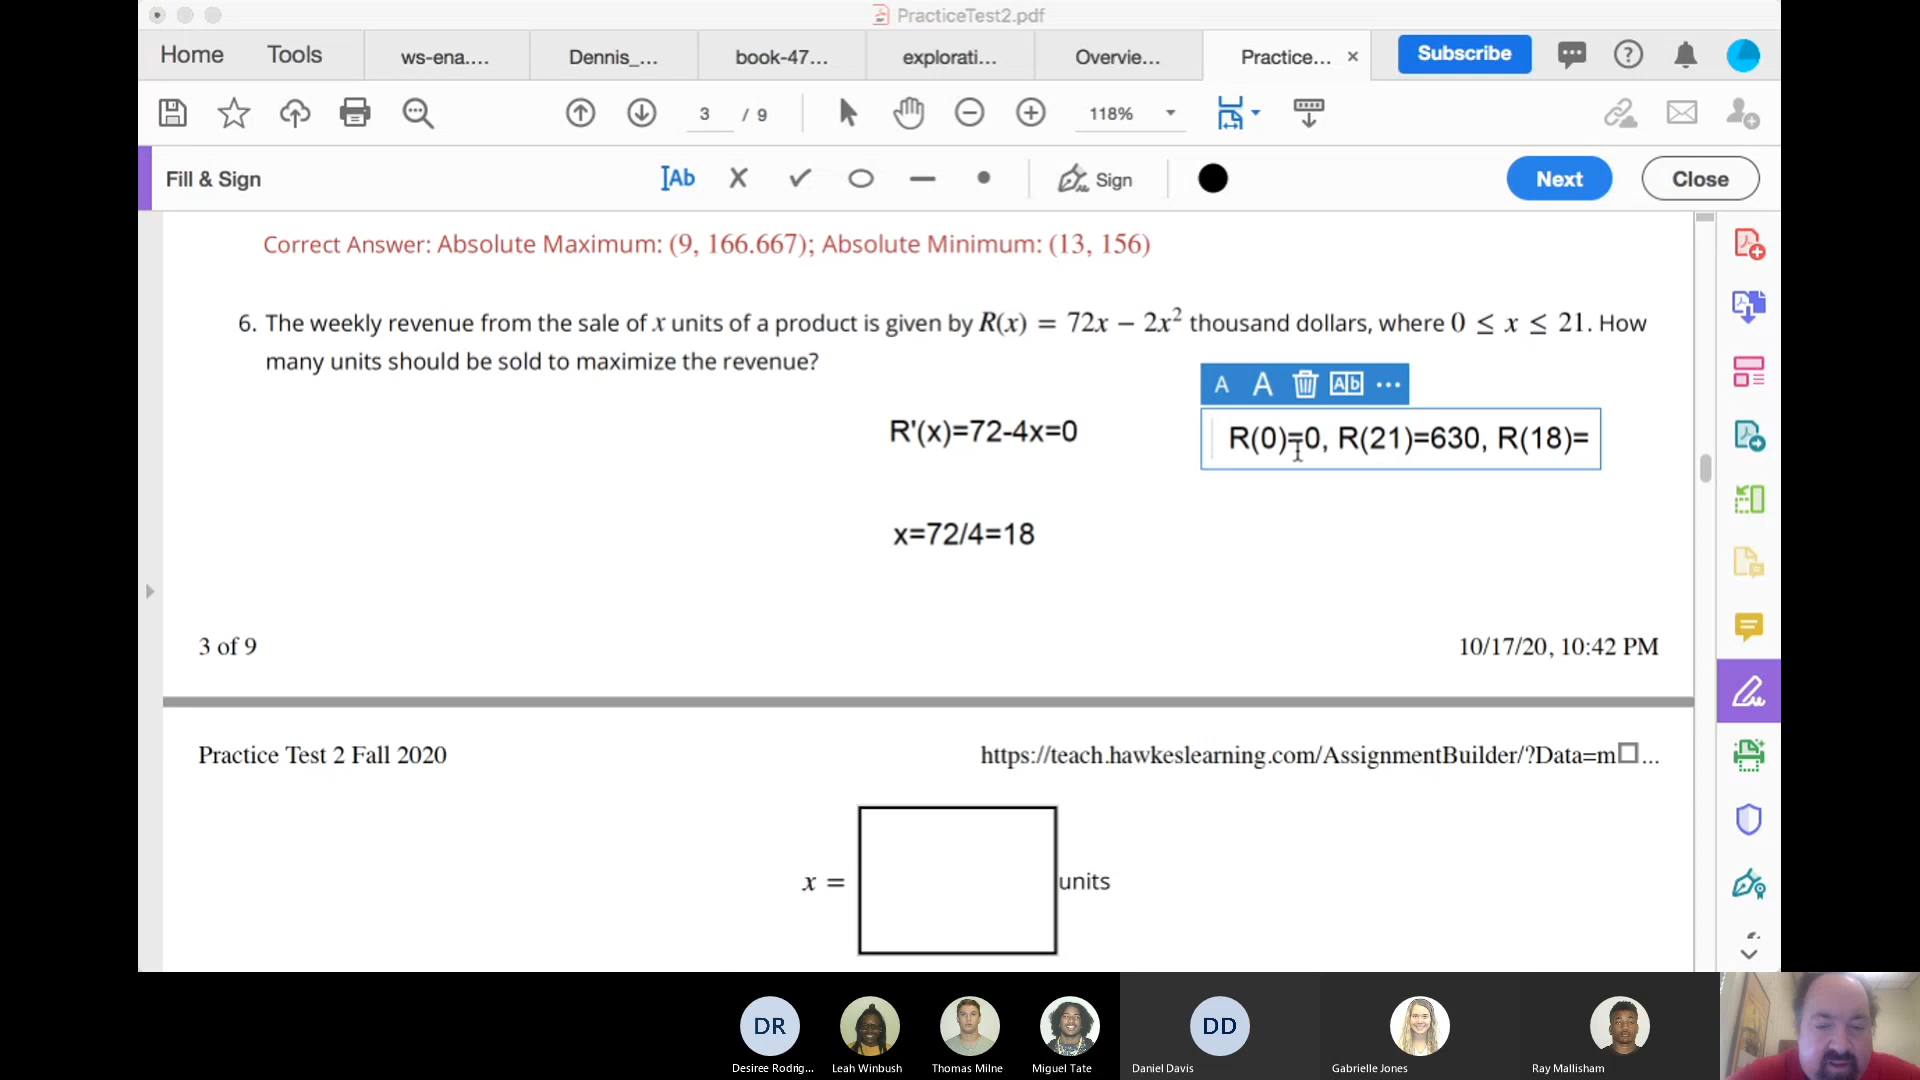 PracticeTest2.pdf
Home Tools ws-ena.... Dennis_... book-47... explorati... Overvie... Practice... × Subscribe
3 / 9 118%
Fill & Sign Ab Sign Next Close
Correct Answer: Absolute Maximum: (9, 166.667); Absolute Minimum: (13, 156)
6. The weekly revenue from the sale of x units of a product is given by R(x) = 72x − 2x² thousand dollars, where 0 ≤ x ≤ 21. How
many units should be sold to maximize the revenue?
A A Ab ...
R'(x)=72-4x=0
R(0)=0, R(21)=630, R(18)=
x=72/4=18
3 of 9 10/17/20, 10:42 PM
Practice Test 2 Fall 2020 https://teach.hawkeslearning.com/AssignmentBuilder/?Data=m□...
x = units
DR DD
Desiree Rodrig... Leah Winbush Thomas Milne Miguel Tate Daniel Davis Gabrielle Jones Ray Mallisham